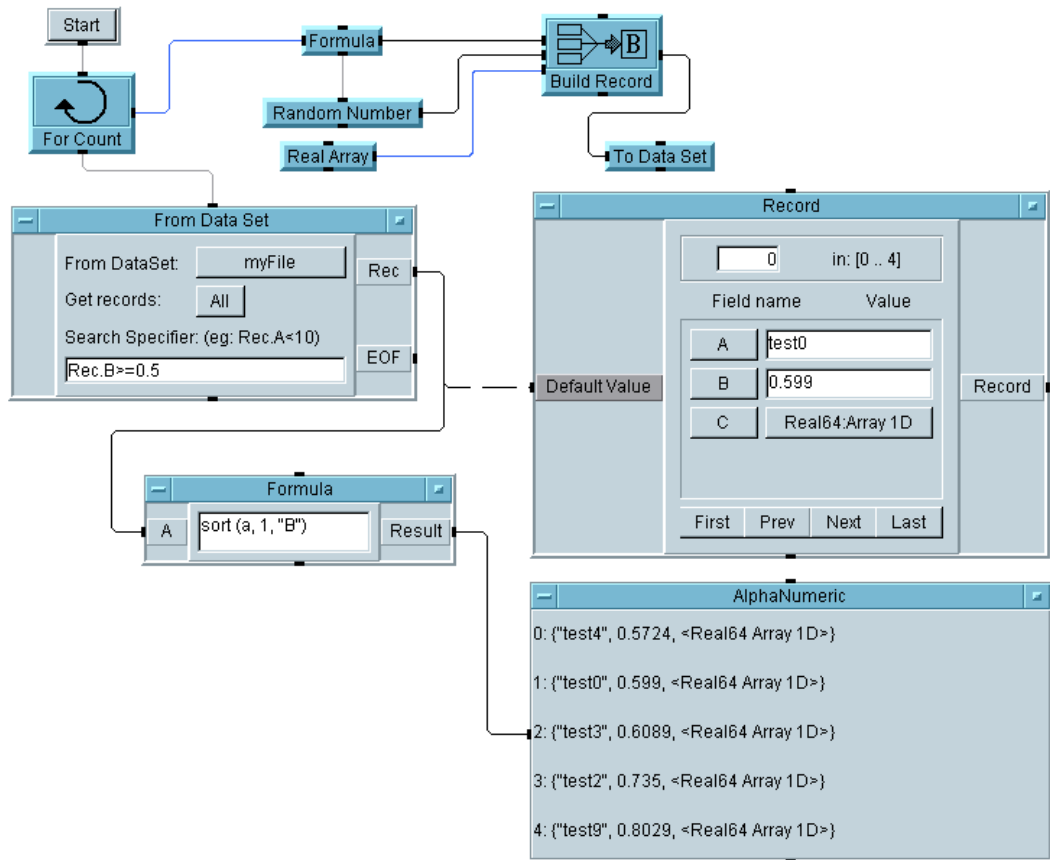 Start
For Count
Formula
Random Number
Real Array
B
Build Record
To Data Set
From Data Set
From DataSet: myFile
Get records: All
Search Specifier: (eg: Rec.A<10)
Rec.B>=0.5
Rec
EOF
Record
0 in: [0 .. 4]
Field name Value
A test0
B 0.599
C Real64:Array 1D
Default Value
Record
First Prev Next Last
Formula
A
sort (a, 1, "B")
Result
AlphaNumeric
0: {"test4", 0.5724, <Real64 Array 1D>}
1: {"test0", 0.599, <Real64 Array 1D>}
2: {"test3", 0.6089, <Real64 Array 1D>}
3: {"test2", 0.735, <Real64 Array 1D>}
4: {"test9", 0.8029, <Real64 Array 1D>}